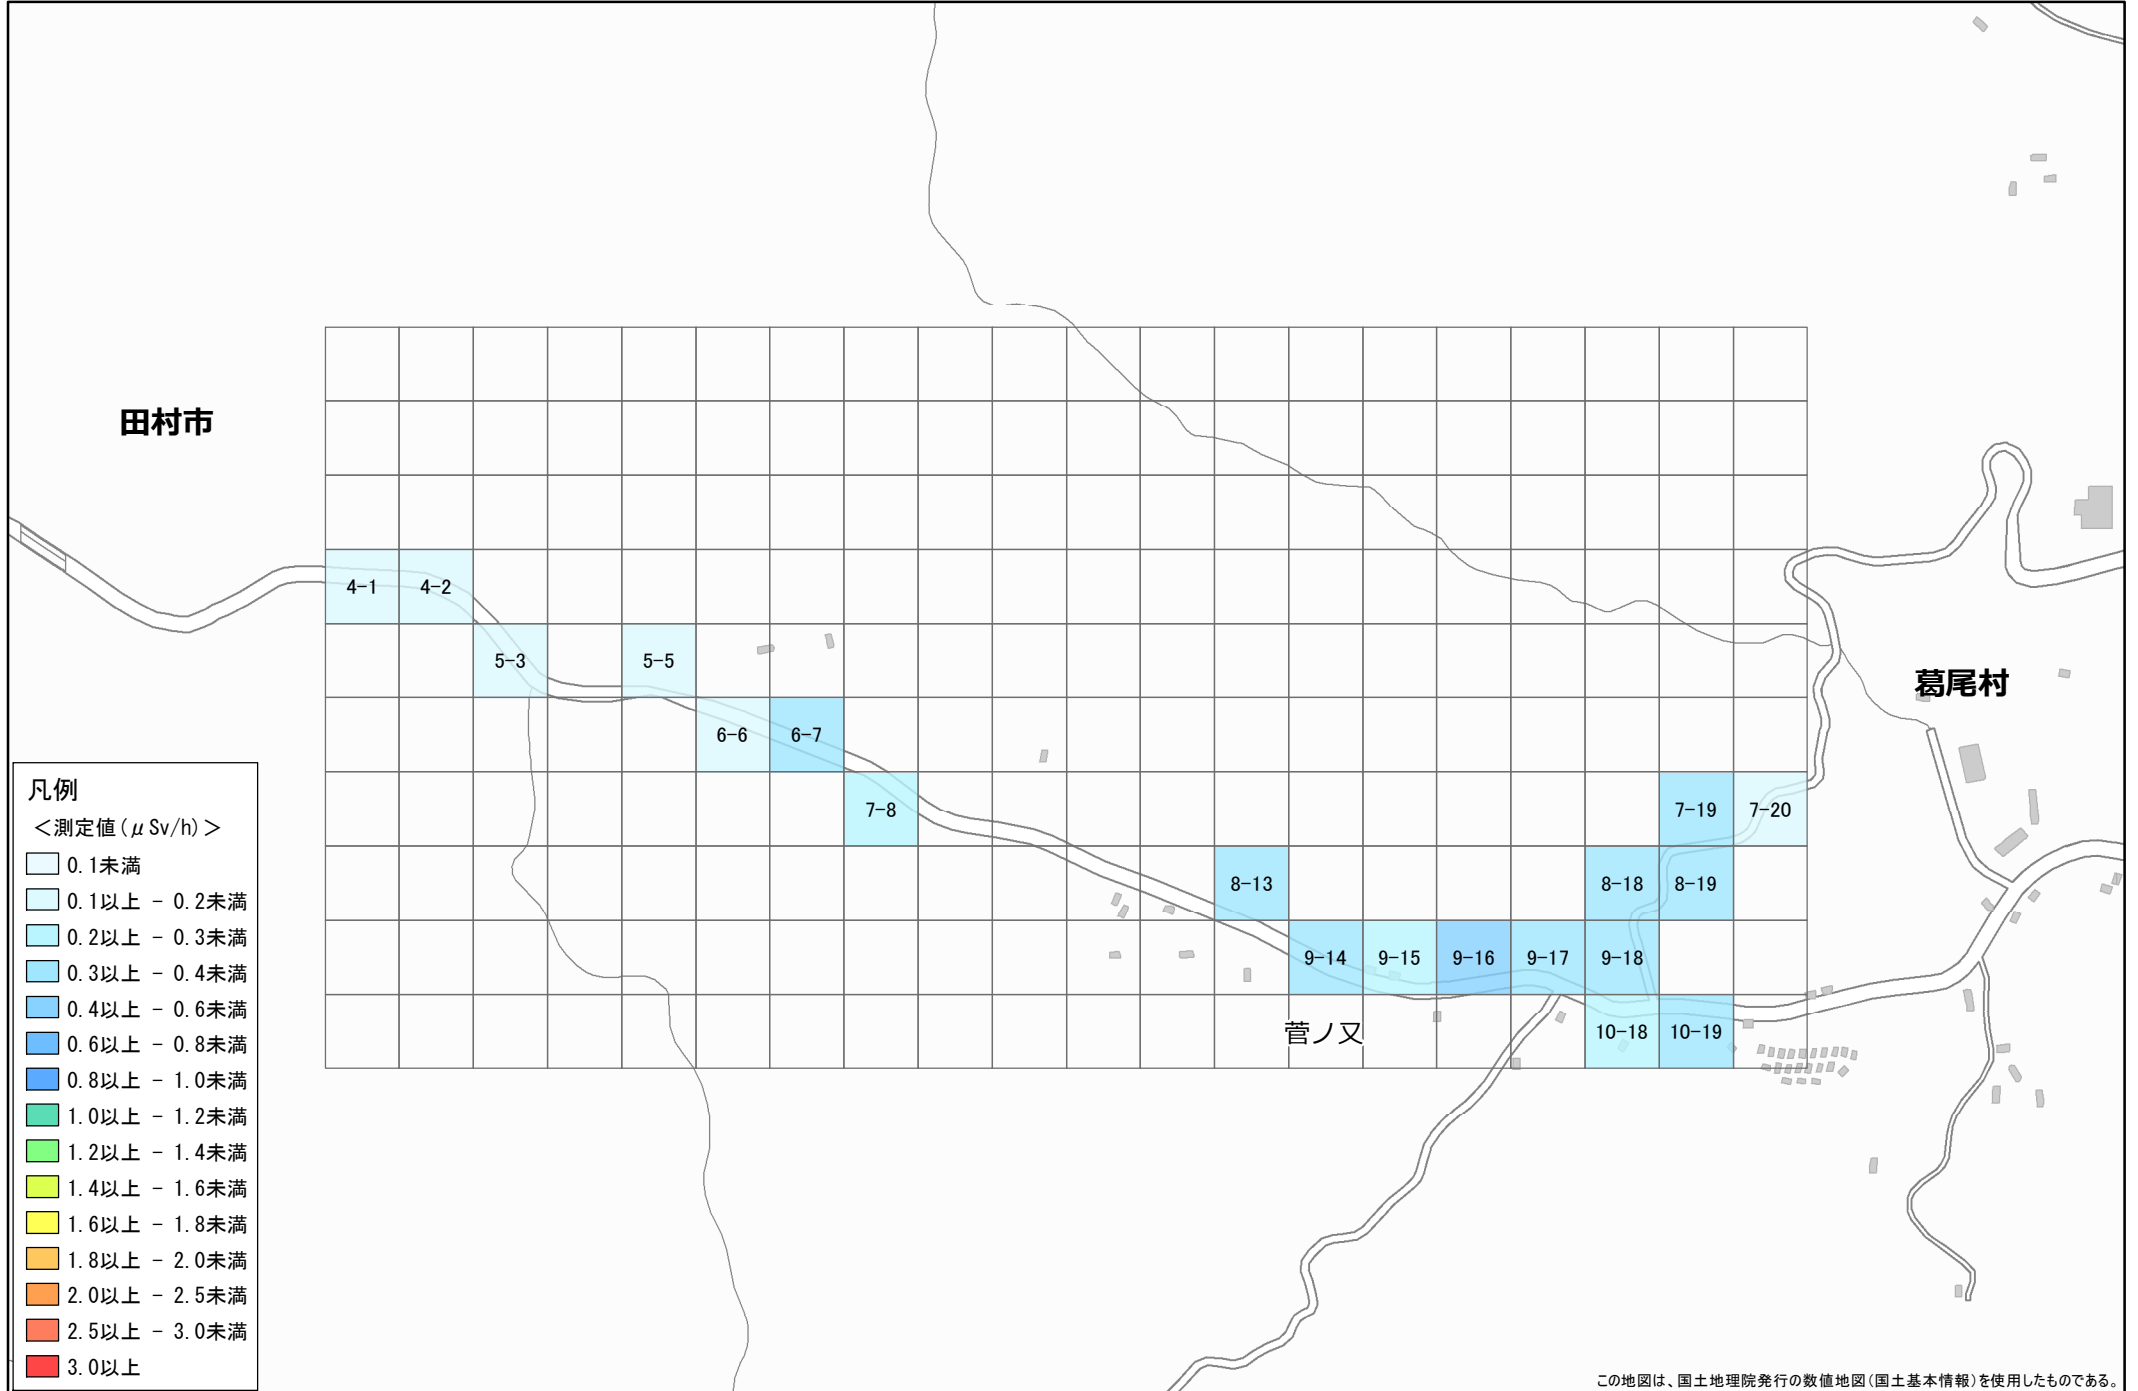 田村市
4-1
4-2
5-3
5-5
葛尾村
6-6
6-7
凡例
<測定値(μSv/h)>
0.1未満
0.1以上 - 0.2未満
0.2以上 - 0.3未満
0.3以上 - 0.4未満
0.4以上 - 0.6未満
0.6以上 - 0.8未満
0.8以上 - 1.0未満
1.0以上 - 1.2未満
1.2以上 - 1.4未満
1.4以上 - 1.6未満
1.6以上 - 1.8未満
1.8以上 - 2.0未満
2.0以上 - 2.5未満
2.5以上 - 3.0未満
3.0以上
7-8
7-19
7-20
8-13
8-18
8-19
9-14
9-15
9-16
9-17
9-18
菅ノ又
10-18
10-19
この地図は、国土地理院発行の数値地図(国土基本情報)を使用したものである。